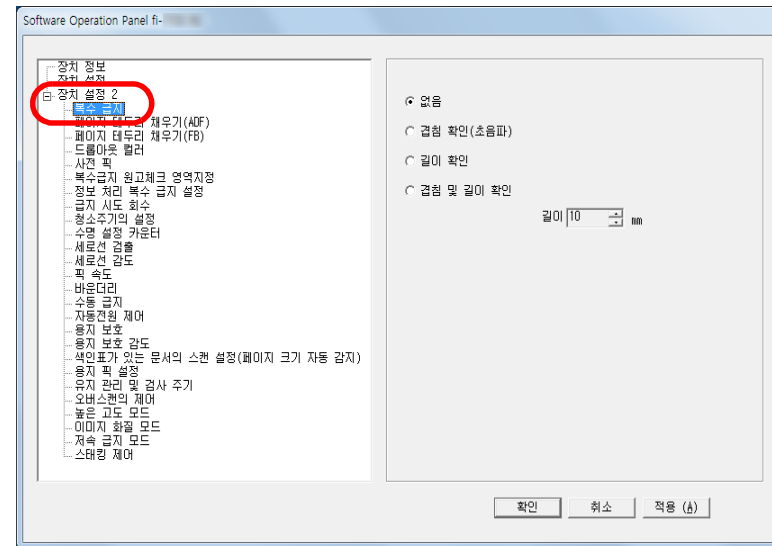 Software Operation Panel fi-
장치 정보
장치 설정
장치 설정 2
복수 급지
페이지 테두리 채우기(ADF)
페이지 테두리 채우기(FB)
드롭아웃 컬러
사전 픽
복수급지 원고체크 영역지정
정보 처리 복수 급지 설정
급지 시도 회수
청소주기의 설정
수명 설정 카운터
세로선 검출
세로선 감도
픽 속도
바운더리
수동 급지
자동전원 제어
용지 보호
용지 보호 감도
색인표가 있는 문서의 스캔 설정(페이지 크기 자동 감지)
용지 픽 설정
유지 관리 및 검사 주기
오버스캔의 제어
높은 고도 모드
이미지 화질 모드
저속 급지 모드
스태킹 제어
없음
겹침 확인(초음파)
길이 확인
겹침 및 길이 확인
길이 10 mm
확인 취소 적용 (A)